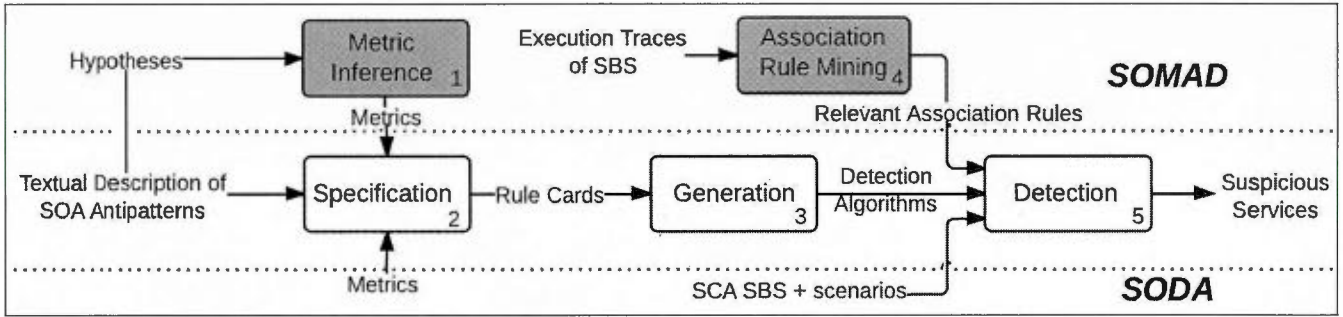 Hypotheses
Metric
Inference
1
Execution Traces
of SBS
Association
Rule Mining
4
SOMAD
Metrics
Relevant Association Rules
Textual Description of
SOA Antipatterns
Specification
2
Rule Cards
Generation
3
Detection
Algorithms
Detection
5
Suspicious
Services
Metrics
SCA SBS + scenarios
SODA